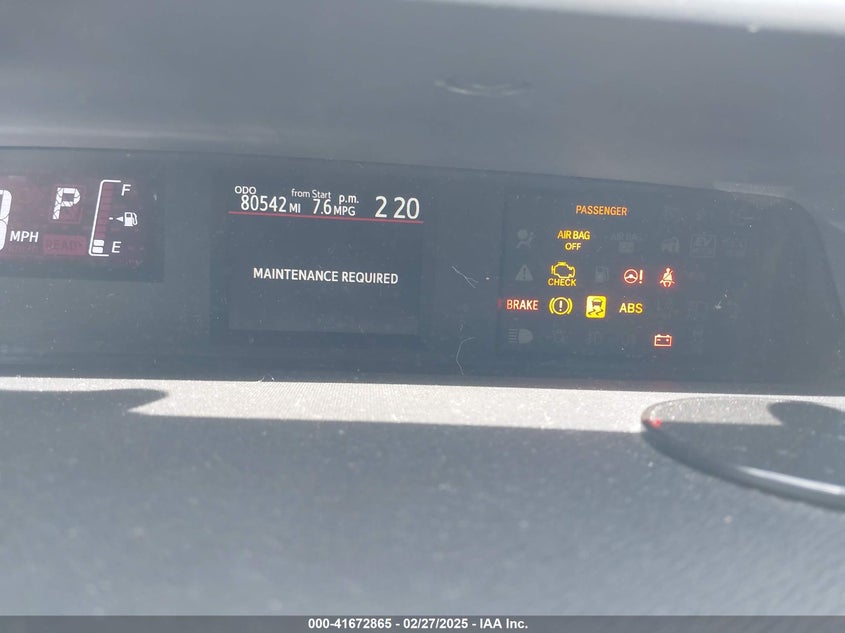 P
F
E
MPH
READY
ODO from Start p.m.
80542 MI 7.6 MPG 2 20
MAINTENANCE REQUIRED
PASSENGER
AIR BAG
OFF
CHECK
BRAKE ABS
000-41672865 - 02/27/2025 - IAA Inc.